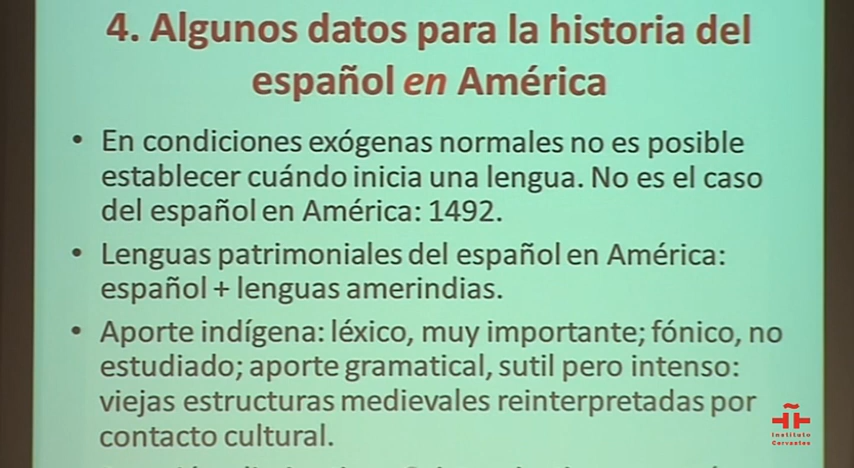 4. Algunos datos para la historia del
español en América
• En condiciones exógenas normales no es posible
establecer cuándo inicia una lengua. No es el caso
del español en América: 1492.
• Lenguas patrimoniales del español en América:
español + lenguas amerindias.
• Aporte indígena: léxico, muy importante; fónico, no
estudiado; aporte gramatical, sutil pero intenso:
viejas estructuras medievales reinterpretadas por
contacto cultural.
Instituto
Cervantes